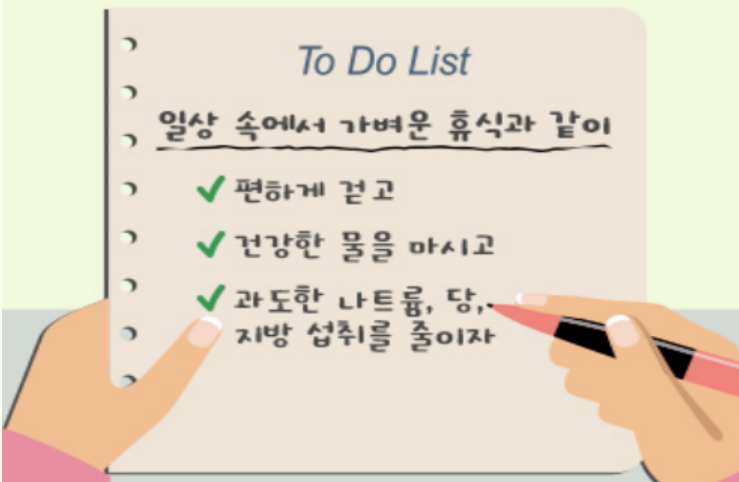 To Do List
일상 속에서 가벼운 휴식과 같이
편하게 걷고
건강한 물을 마시고
과도한 나트륨, 당,
지방 섭취를 줄이자